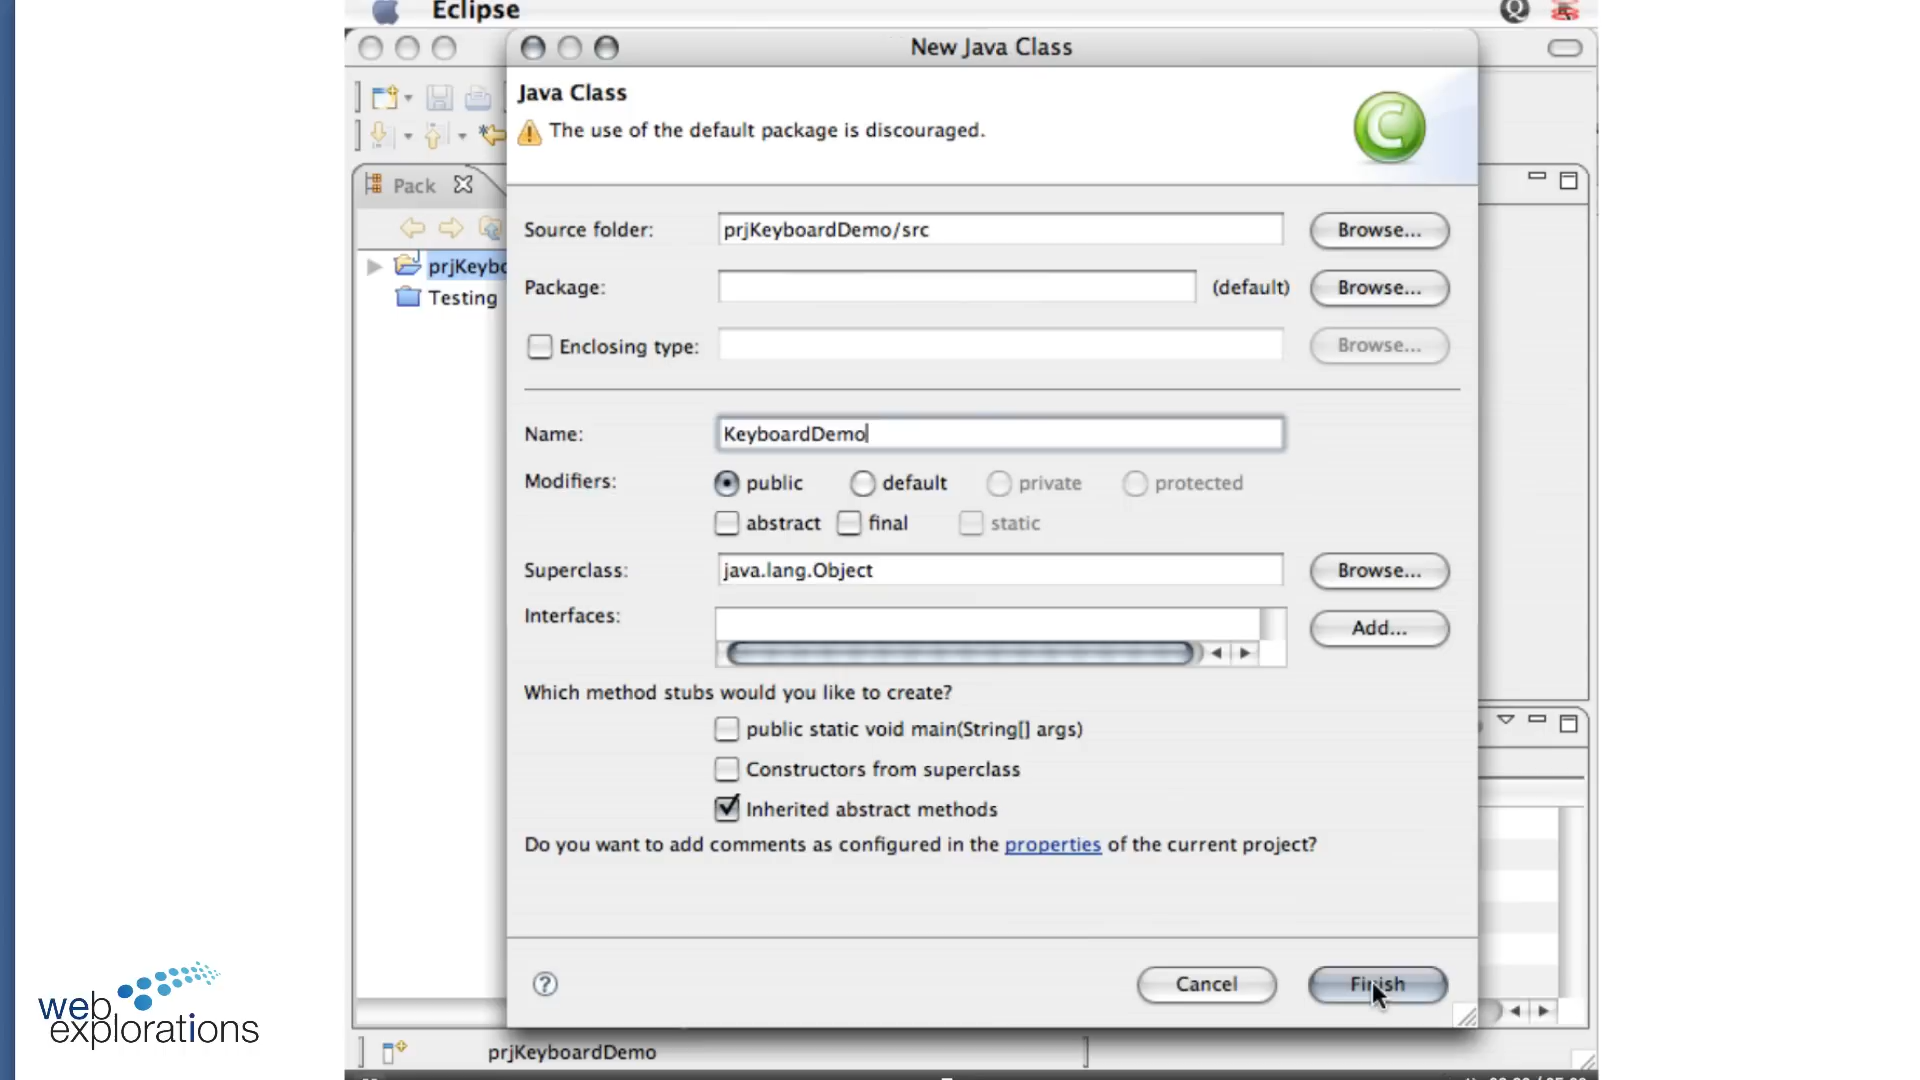 Eclipse
New Java Class
Java Class
The use of the default package is discouraged.
Pack
prjKeybo
Testing
Source folder:
prjKeyboardDemo/src
Browse...
Package:
(default)
Browse...
Enclosing type:
Browse...
Name:
KeyboardDemo
Modifiers:
public
default
private
protected
abstract
final
static
Superclass:
java.lang.Object
Browse...
Interfaces:
Add...
Which method stubs would you like to create?
public static void main(String[] args)
Constructors from superclass
Inherited abstract methods
Do you want to add comments as configured in the properties of the current project?
?
Cancel
Finish
prjKeyboardDemo
web
explorations